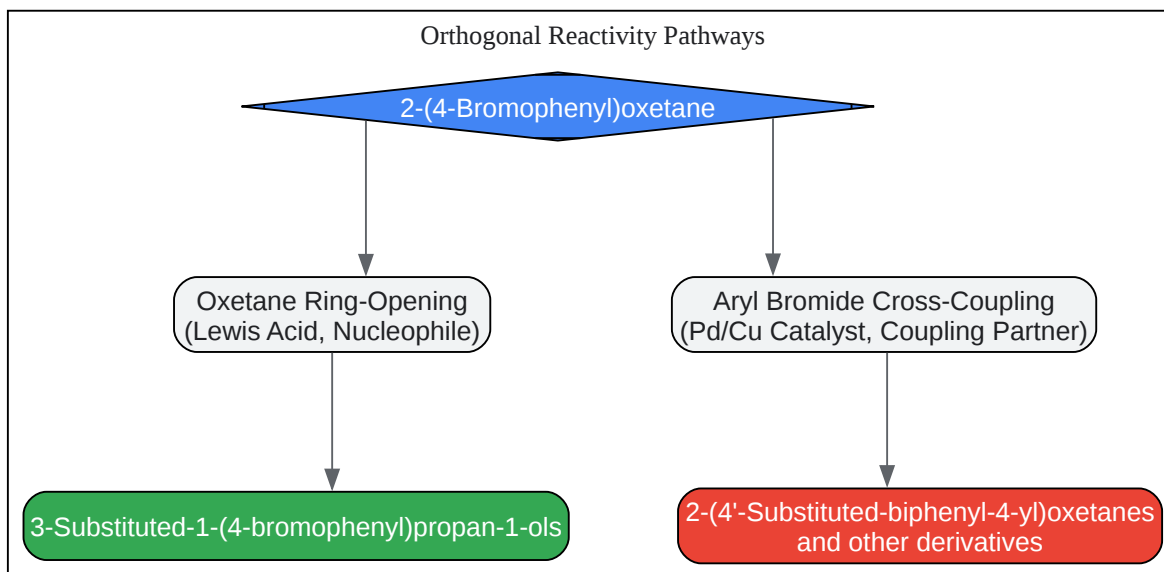 Orthogonal Reactivity Pathways
2-(4-Bromophenyl)oxetane
Oxetane Ring-Opening
(Lewis Acid, Nucleophile)
Aryl Bromide Cross-Coupling
(Pd/Cu Catalyst, Coupling Partner)
3-Substituted-1-(4-bromophenyl)propan-1-ols
2-(4'-Substituted-biphenyl-4-yl)oxetanes
and other derivatives